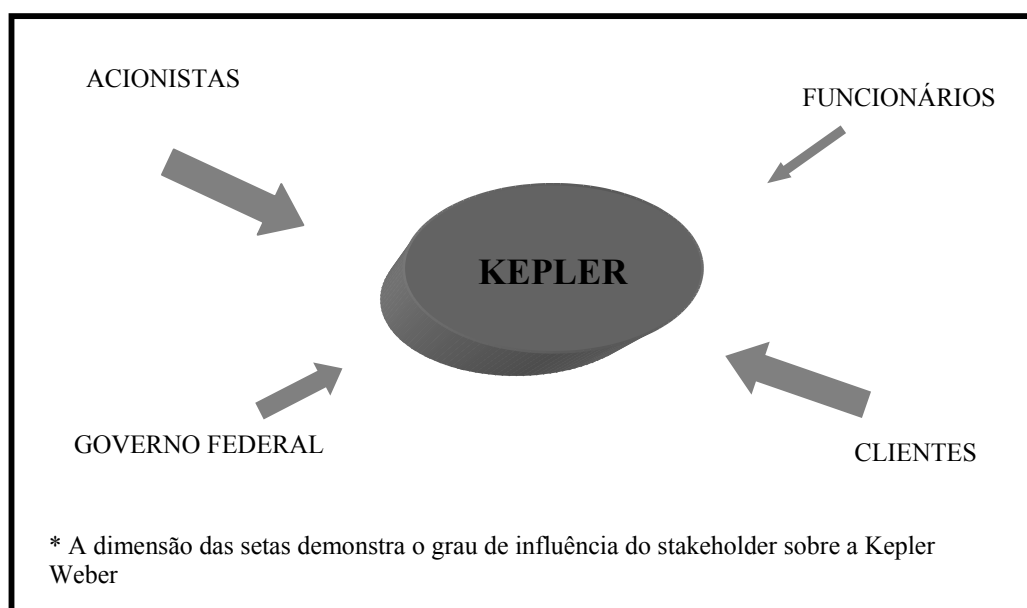 ACIONISTAS
FUNCIONÁRIOS
KEPLER
GOVERNO FEDERAL
CLIENTES
* A dimensão das setas demonstra o grau de influência do stakeholder sobre a Kepler
Weber